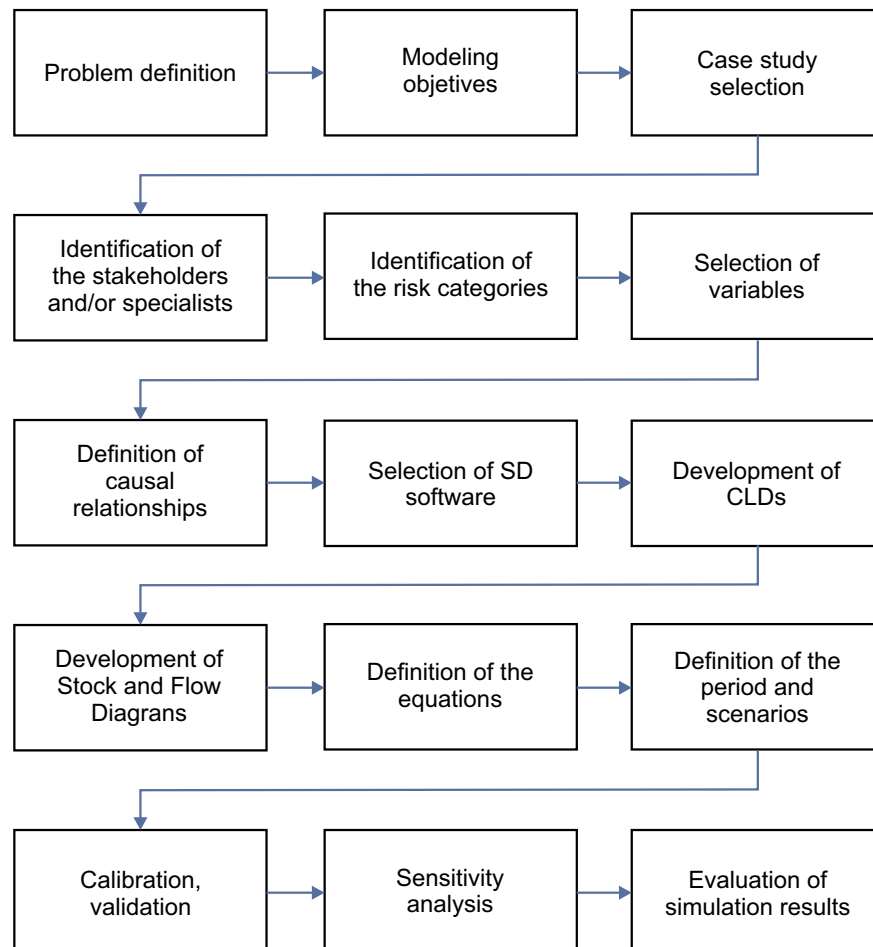 Problem definition
Modeling
objetives
Case study
selection
Identification of
the stakeholders
and/or specialists
Identification of
the risk categories
Selection of
variables
Definition of
causal
relationships
Selection of SD
software
Development of
CLDs
Development of
Stock and Flow
Diagrans
Definition of the
equations
Definition of the
period and
scenarios
Calibration,
validation
Sensitivity
analysis
Evaluation of
simulation results